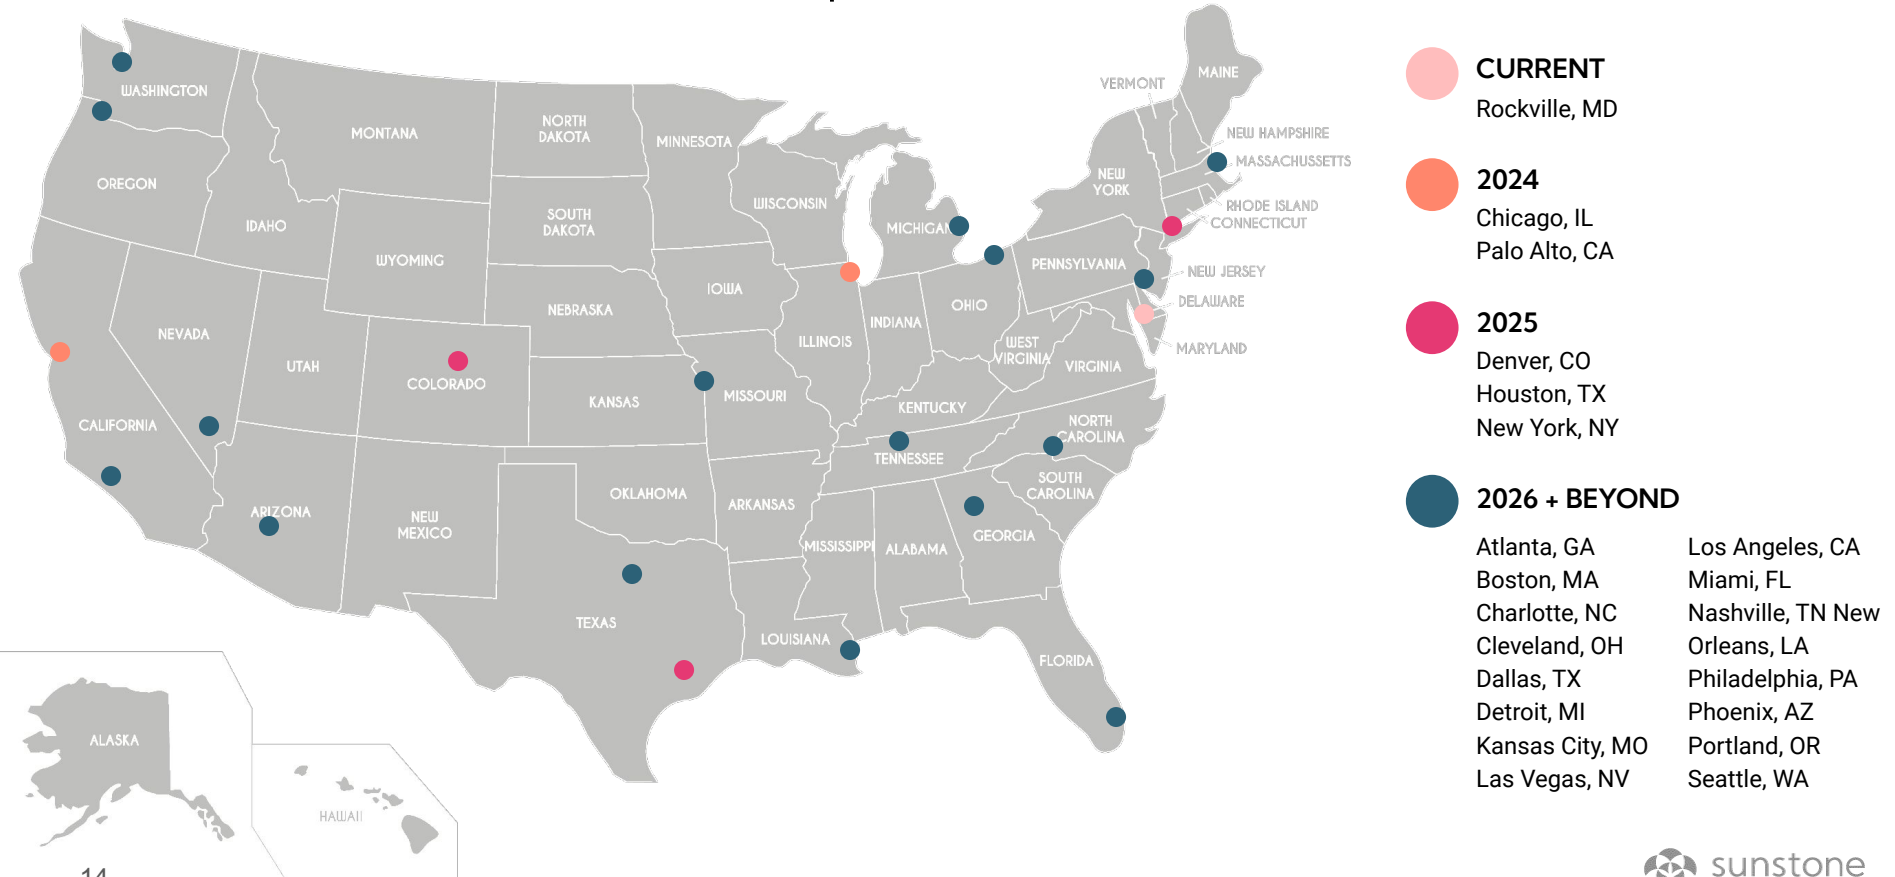 WASHINGTON
OREGON
CALIFORNIA
NEVADA
IDAHO
MONTANA
WYOMING
UTAH
ARIZONA
COLORADO
NEW
MEXICO
NORTH
DAKOTA
SOUTH
DAKOTA
NEBRASKA
KANSAS
OKLAHOMA
TEXAS
MINNESOTA
IOWA
MISSOURI
ARKANSAS
LOUISIANA
WISCONSIN
ILLINOIS
MICHIGAN
INDIANA
OHIO
KENTUCKY
TENNESSEE
MISSISSIPPI
ALABAMA
GEORGIA
FLORIDA
SOUTH
CAROLINA
NORTH
CAROLINA
VIRGINIA
WEST
VIRGINIA
PENNSYLVANIA
NEW
YORK
VERMONT
MAINE
NEW HAMPSHIRE
MASSACHUSSETTS
RHODE ISLAND
CONNECTICUT
NEW JERSEY
DELAWARE
MARYLAND
ALASKA
HAWAII
CURRENT
Rockville, MD
2024
Chicago, IL
Palo Alto, CA
2025
Denver, CO
Houston, TX
New York, NY
2026 + BEYOND
Atlanta, GA
Boston, MA
Charlotte, NC
Cleveland, OH
Dallas, TX
Detroit, MI
Kansas City, MO
Las Vegas, NV
Los Angeles, CA
Miami, FL
Nashville, TN New
Orleans, LA
Philadelphia, PA
Phoenix, AZ
Portland, OR
Seattle, WA
14
sunstone